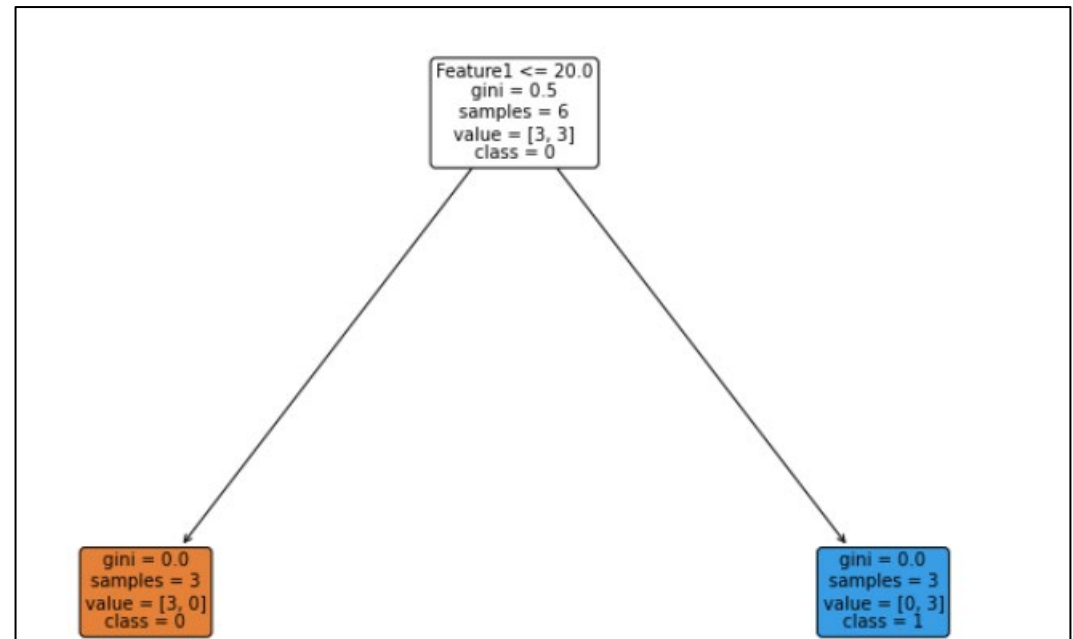 Feature1 <= 20.0
gini = 0.5
samples = 6
value = [3, 3]
class = 0
gini = 0.0
samples = 3
value = [3, 0]
class = 0
gini = 0.0
samples = 3
value = [0, 3]
class = 1